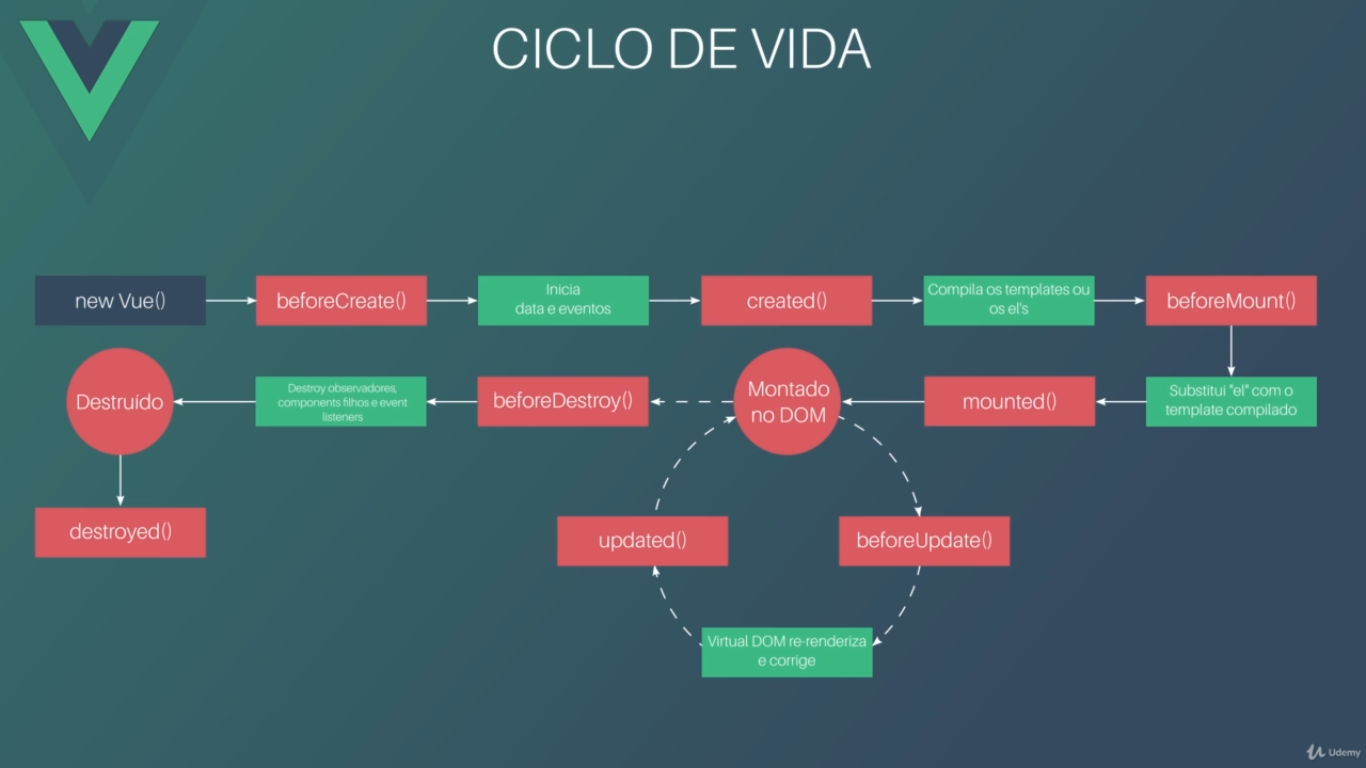 CICLO DE VIDA
new Vue()
beforeCreate()
Inicia
data e eventos
created()
Compila os templates ou
os el's
beforeMount()
Substitui "el" com o
template compilado
mounted()
Montado
no DOM
beforeUpdate()
Virtual DOM re-renderiza
e corrige
updated()
beforeDestroy()
Destroy observadores,
components filhos e event
listeners
Destruído
destroyed()
Udemy